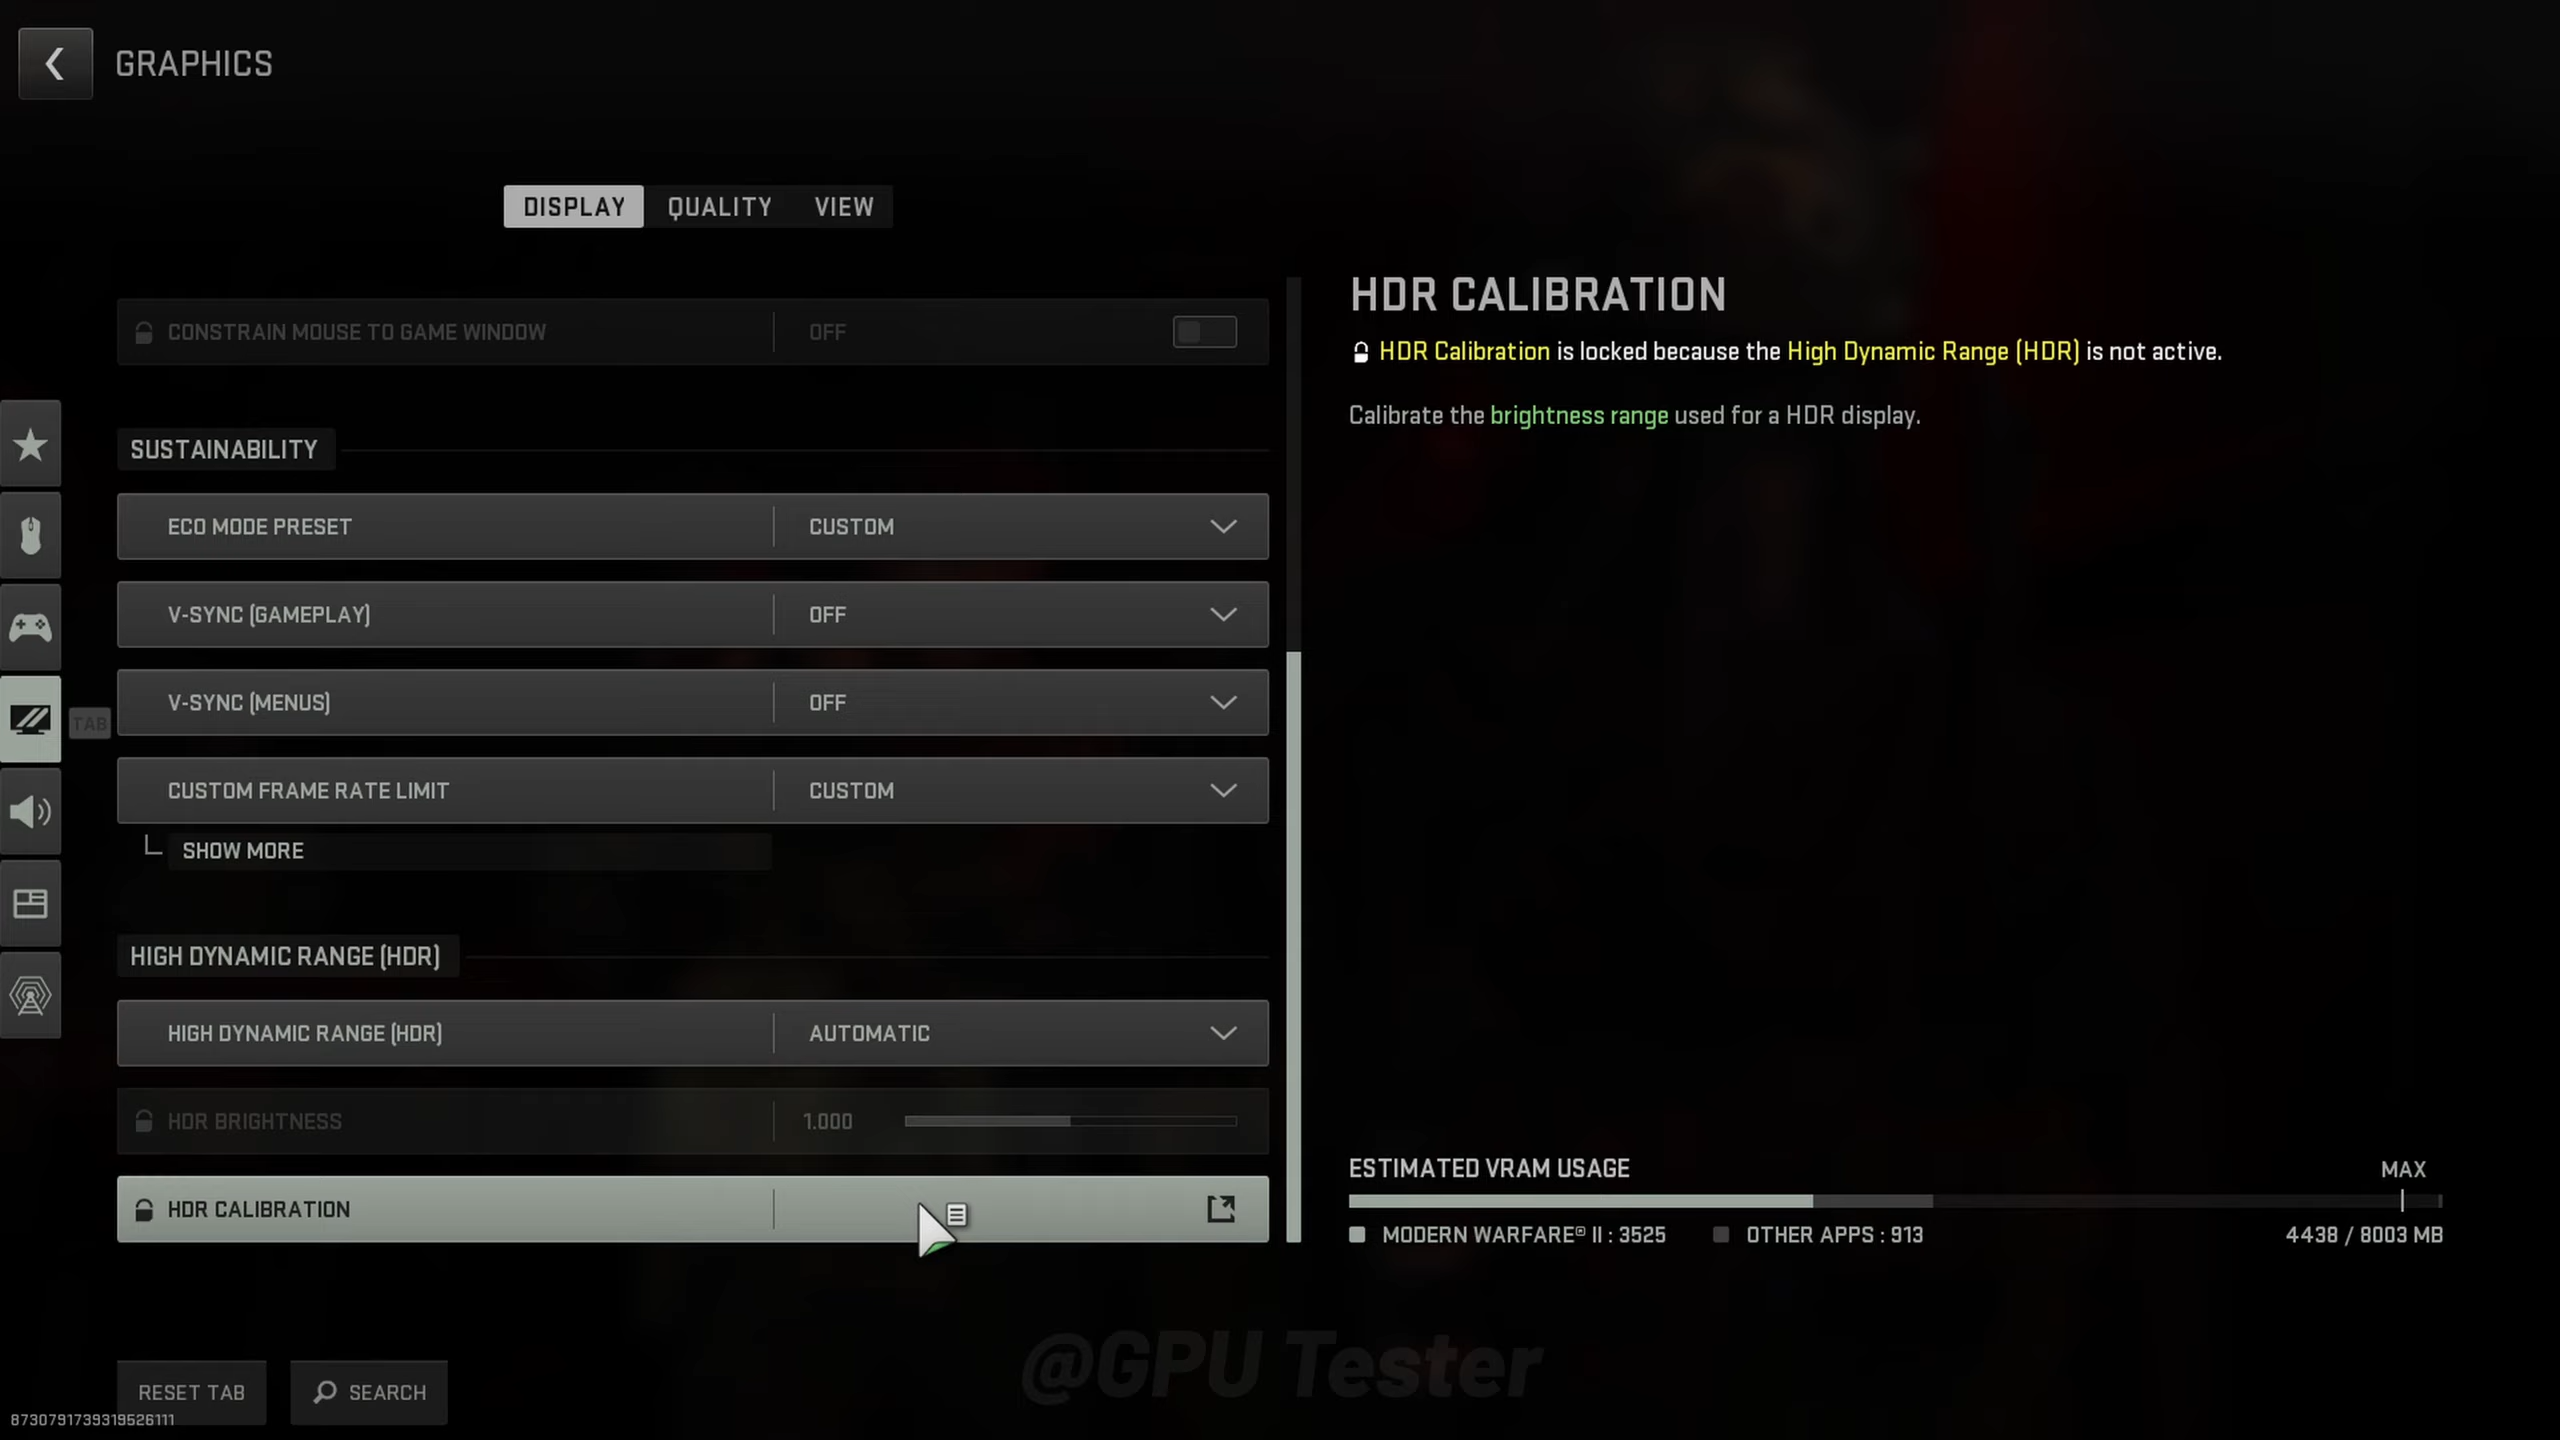 GRAPHICS
DISPLAY QUALITY VIEW
CONSTRAIN MOUSE TO GAME WINDOW OFF
SUSTAINABILITY
ECO MODE PRESET CUSTOM
V-SYNC (GAMEPLAY) OFF
V-SYNC (MENUS) OFF
TAB
CUSTOM FRAME RATE LIMIT CUSTOM
SHOW MORE
HIGH DYNAMIC RANGE (HDR)
HIGH DYNAMIC RANGE (HDR) AUTOMATIC
HDR BRIGHTNESS 1.000
HDR CALIBRATION
HDR CALIBRATION
HDR Calibration is locked because the High Dynamic Range (HDR) is not active.
Calibrate the brightness range used for a HDR display.
ESTIMATED VRAM USAGE MAX
MODERN WARFARE® II : 3525 OTHER APPS : 913 4438 / 8003 MB
@GPU Tester
RESET TAB SEARCH
8730791739319526111